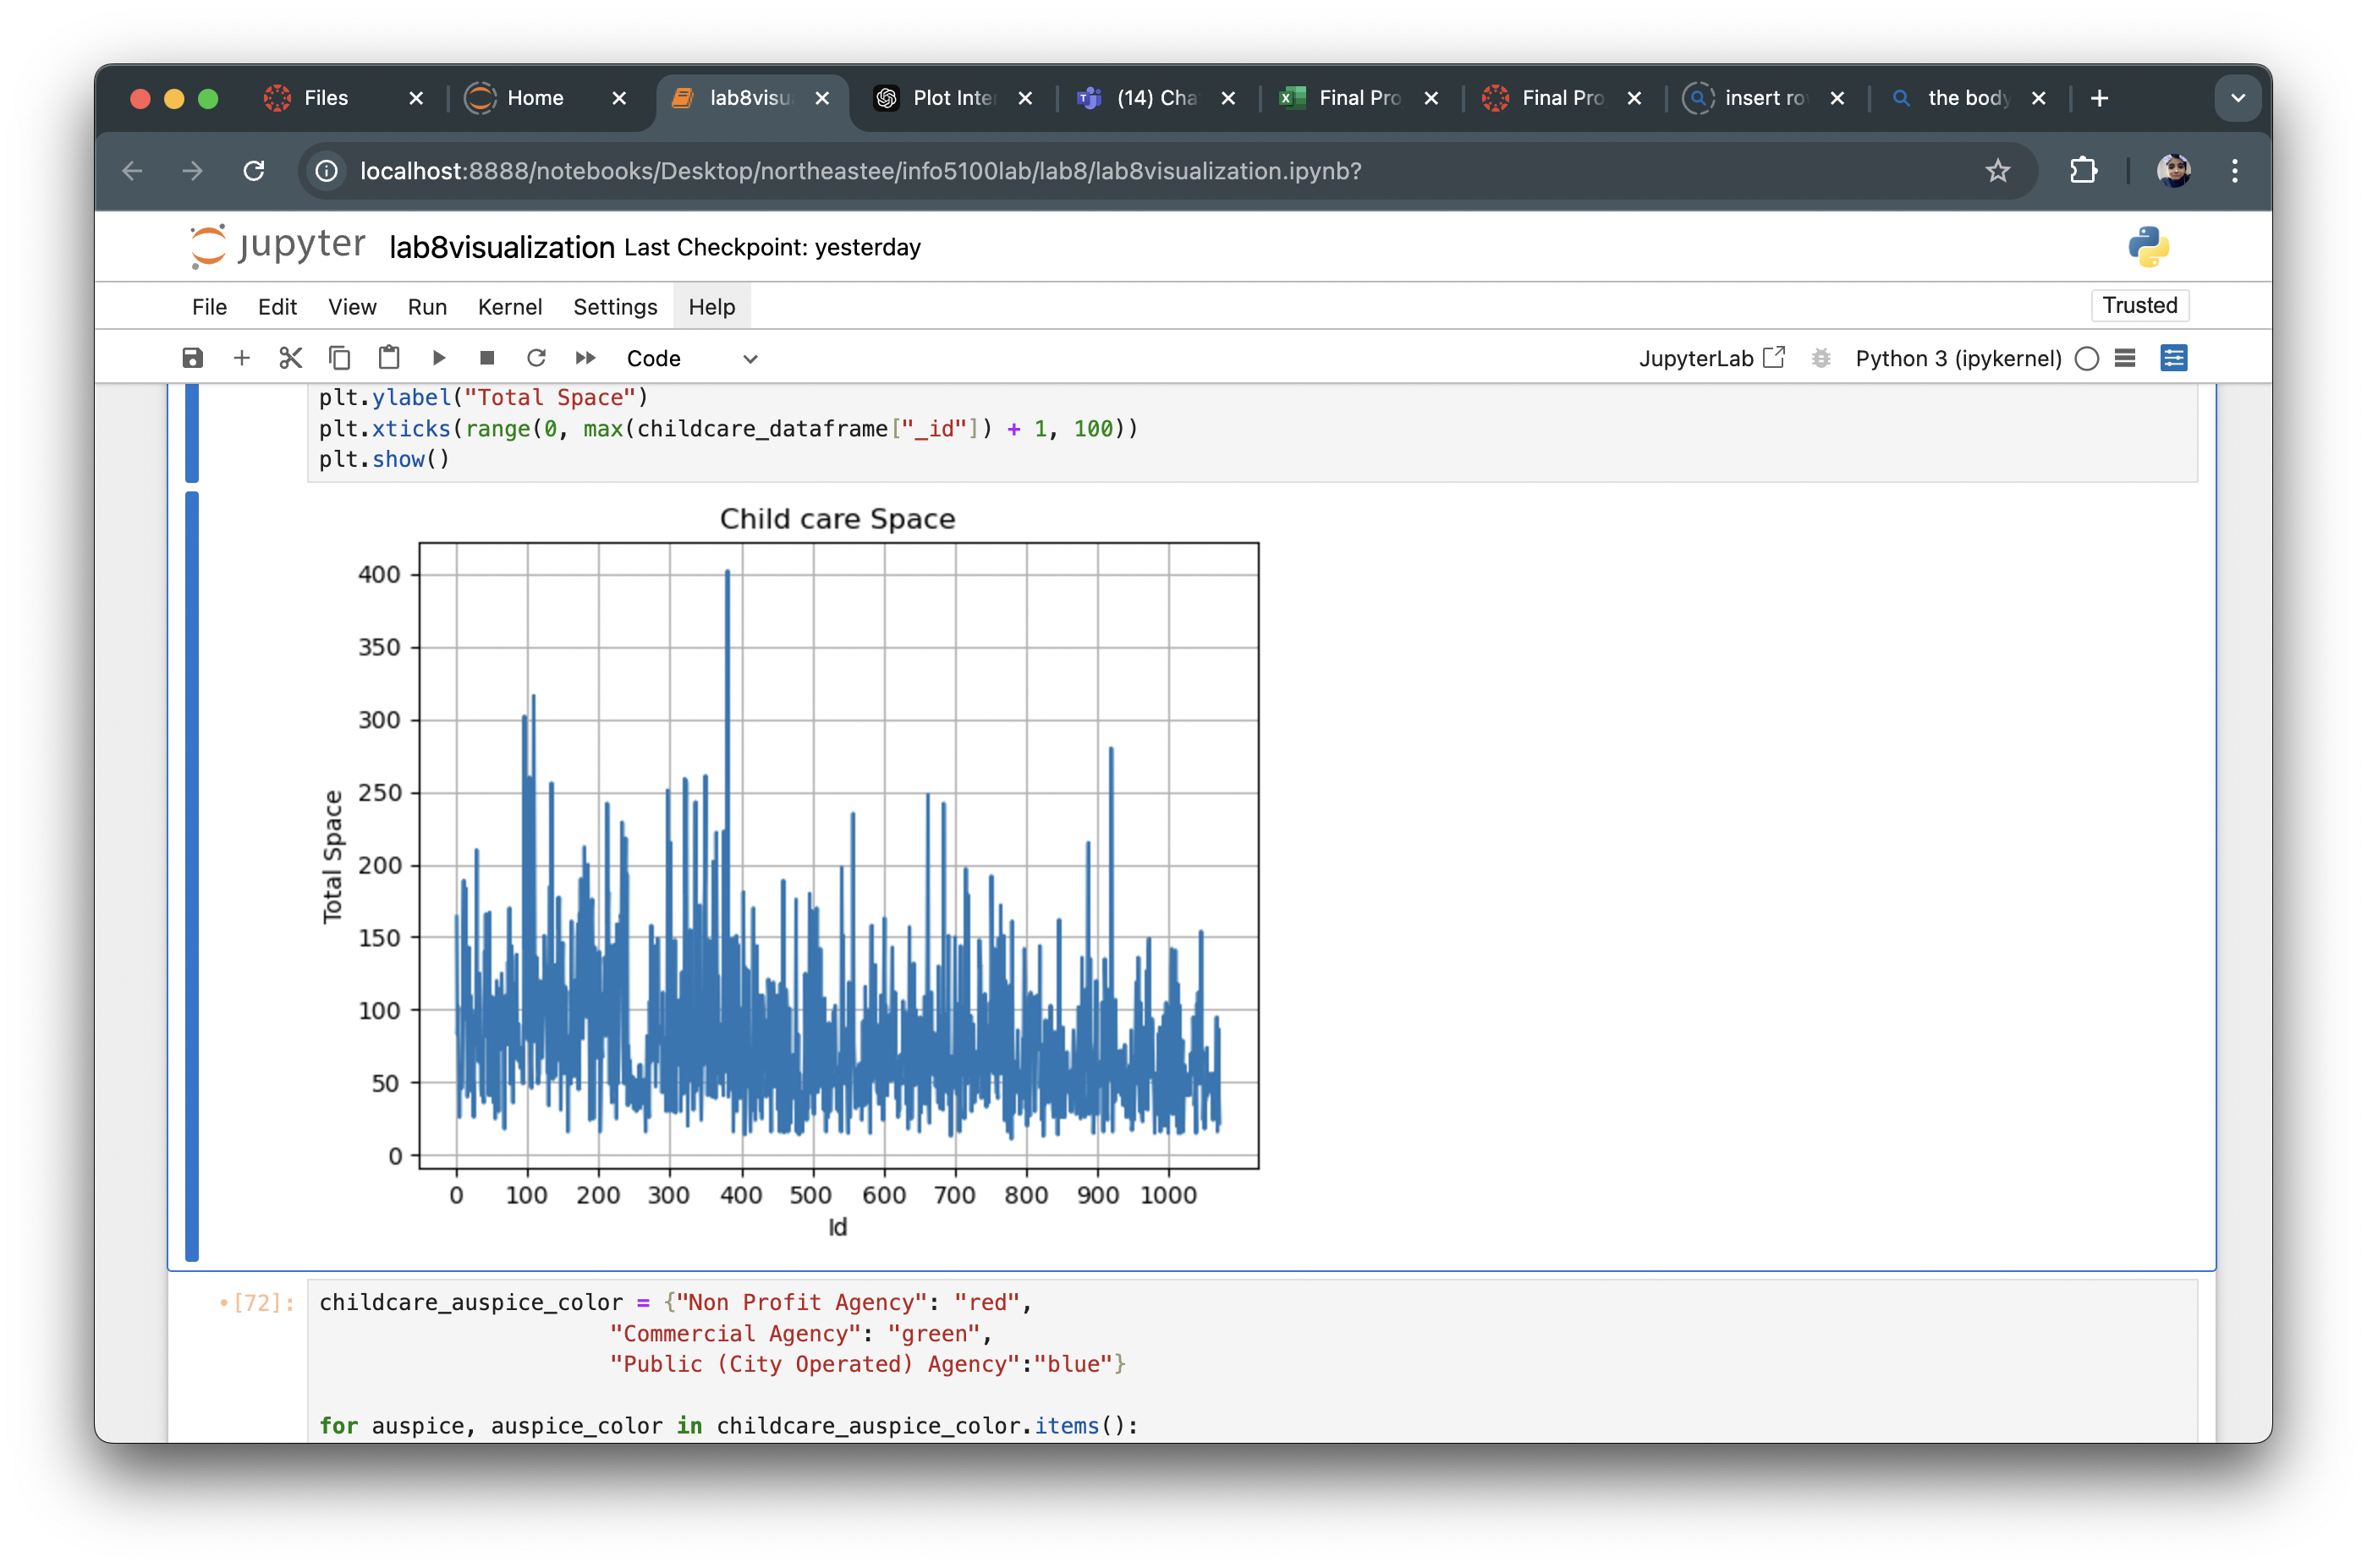 Files
Home
lab8visu
Plot Inte
(14) Cha
Final Pro
Final Pro
insert ro
the body
localhost:8888/notebooks/Desktop/northeastee/info5100lab/lab8/lab8visualization.ipynb?
jupyter lab8visualization Last Checkpoint: yesterday
File Edit View Run Kernel Settings Help Trusted
Code JupyterLab Python 3 (ipykernel)
plt.ylabel("Total Space")
plt.xticks(range(0, max(childcare_dataframe["_id"]) + 1, 100))
plt.show()
Child care Space
400
350
300
250
200
150
100
50
0
Total Space
0 100 200 300 400 500 600 700 800 900 1000
Id
•[72]: childcare_auspice_color = {"Non Profit Agency": "red",
"Commercial Agency": "green",
"Public (City Operated) Agency":"blue"}
for auspice, auspice_color in childcare_auspice_color.items():